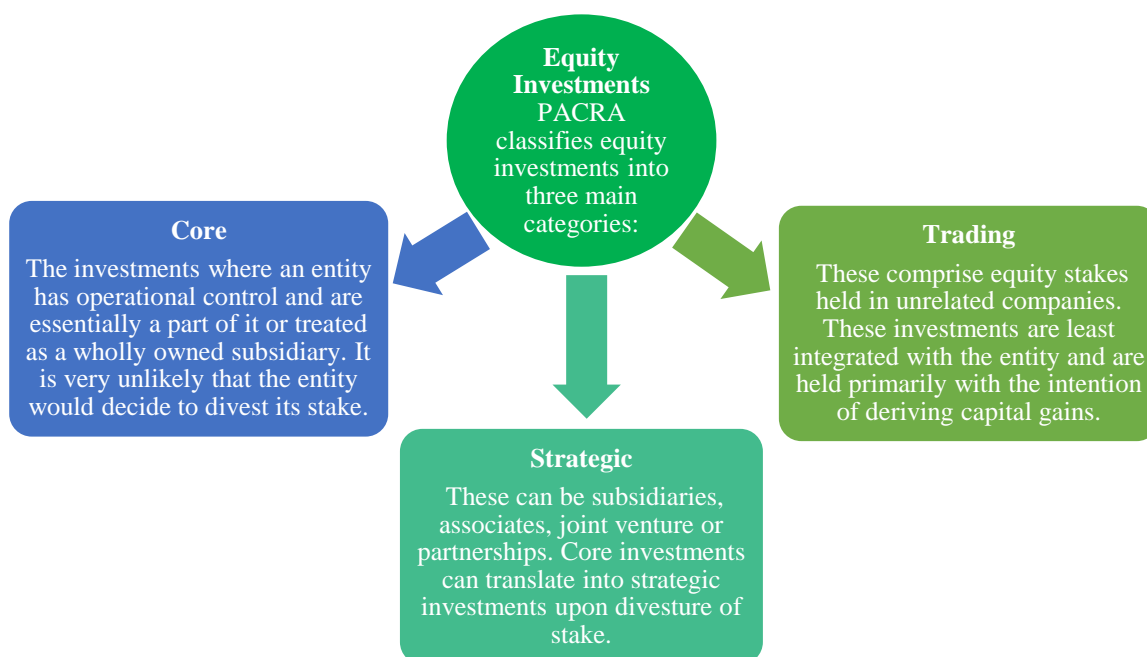 Equity
Investments
PACRA
classifies equity
investments into
three main
categories:
Core
The investments where an entity
has operational control and are
essentially a part of it or treated
as a wholly owned subsidiary. It
is very unlikely that the entity
would decide to divest its stake.
Trading
These comprise equity stakes
held in unrelated companies.
These investments are least
integrated with the entity and are
held primarily with the intention
of deriving capital gains.
Strategic
These can be subsidiaries,
associates, joint venture or
partnerships. Core investments
can translate into strategic
investments upon divesture of
stake.